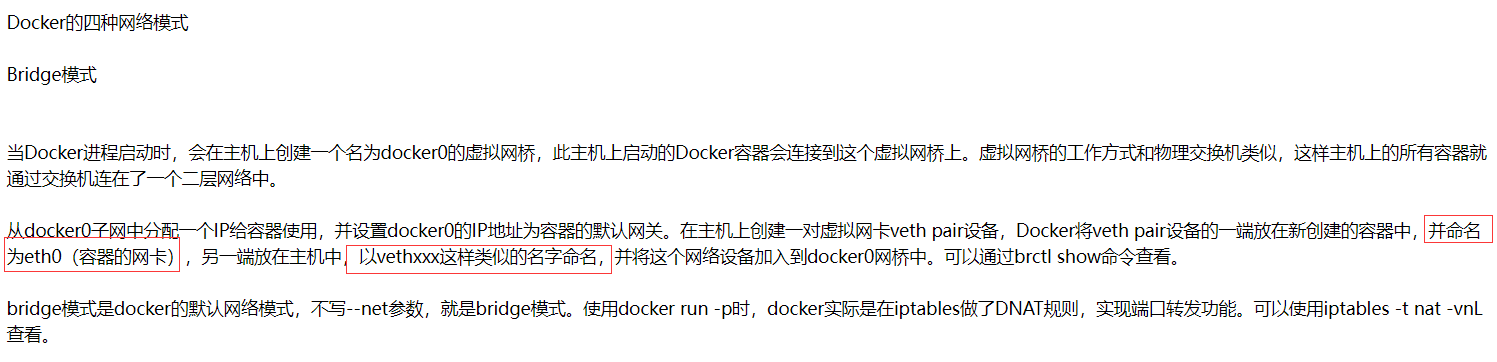 Docker的四种网络模式
Bridge模式
当Docker进程启动时，会在主机上创建一个名为docker0的虚拟网桥，此主机上启动的Docker容器会连接到这个虚拟网桥上。虚拟网桥的工作方式和物理交换机类似，这样主机上的所有容器就
通过交换机连在了一个二层网络中。
从docker0子网中分配一个IP给容器使用，并设置docker0的IP地址为容器的默认网关。在主机上创建一对虚拟网卡veth pair设备，Docker将veth pair设备的一端放在新创建的容器中，并命名
为eth0（容器的网卡），另一端放在主机中，以vethxxx这样类似的名字命名，并将这个网络设备加入到docker0网桥中。可以通过brctl show命令查看。
bridge模式是docker的默认网络模式，不写--net参数，就是bridge模式。使用docker run -p时，docker实际是在iptables做了DNAT规则，实现端口转发功能。可以使用iptables -t nat -vnL
查看。